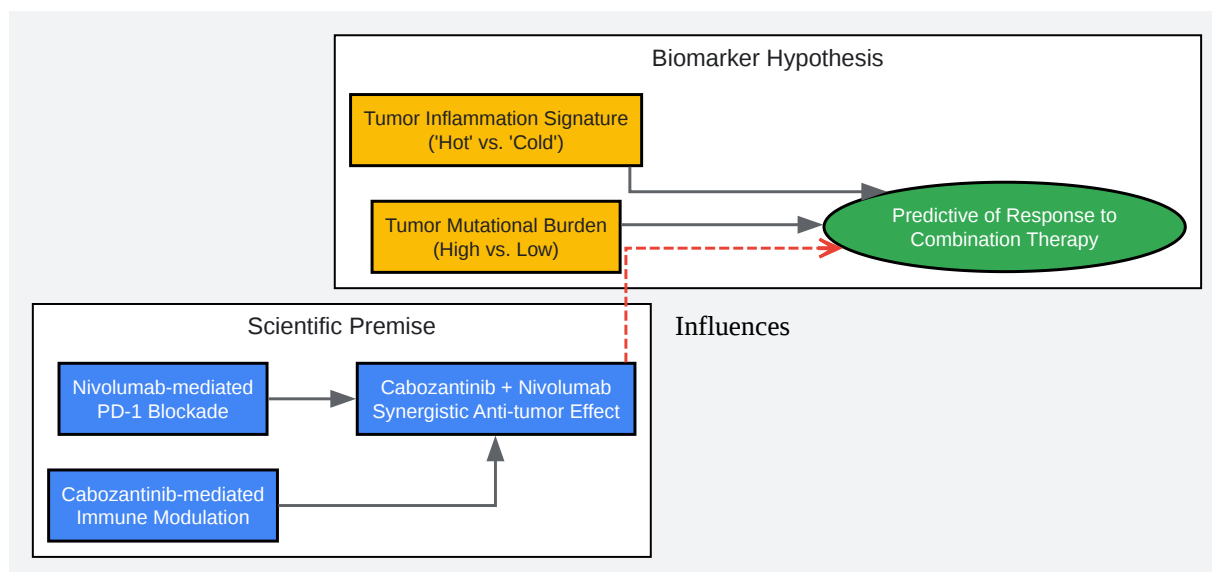 Biomarker Hypothesis
Tumor Inflammation Signature
('Hot' vs. 'Cold')
Tumor Mutational Burden
(High vs. Low)
Predictive of Response to
Combination Therapy
Scientific Premise
Influences
Nivolumab-mediated
PD-1 Blockade
Cabozantinib + Nivolumab
Synergistic Anti-tumor Effect
Cabozantinib-mediated
Immune Modulation